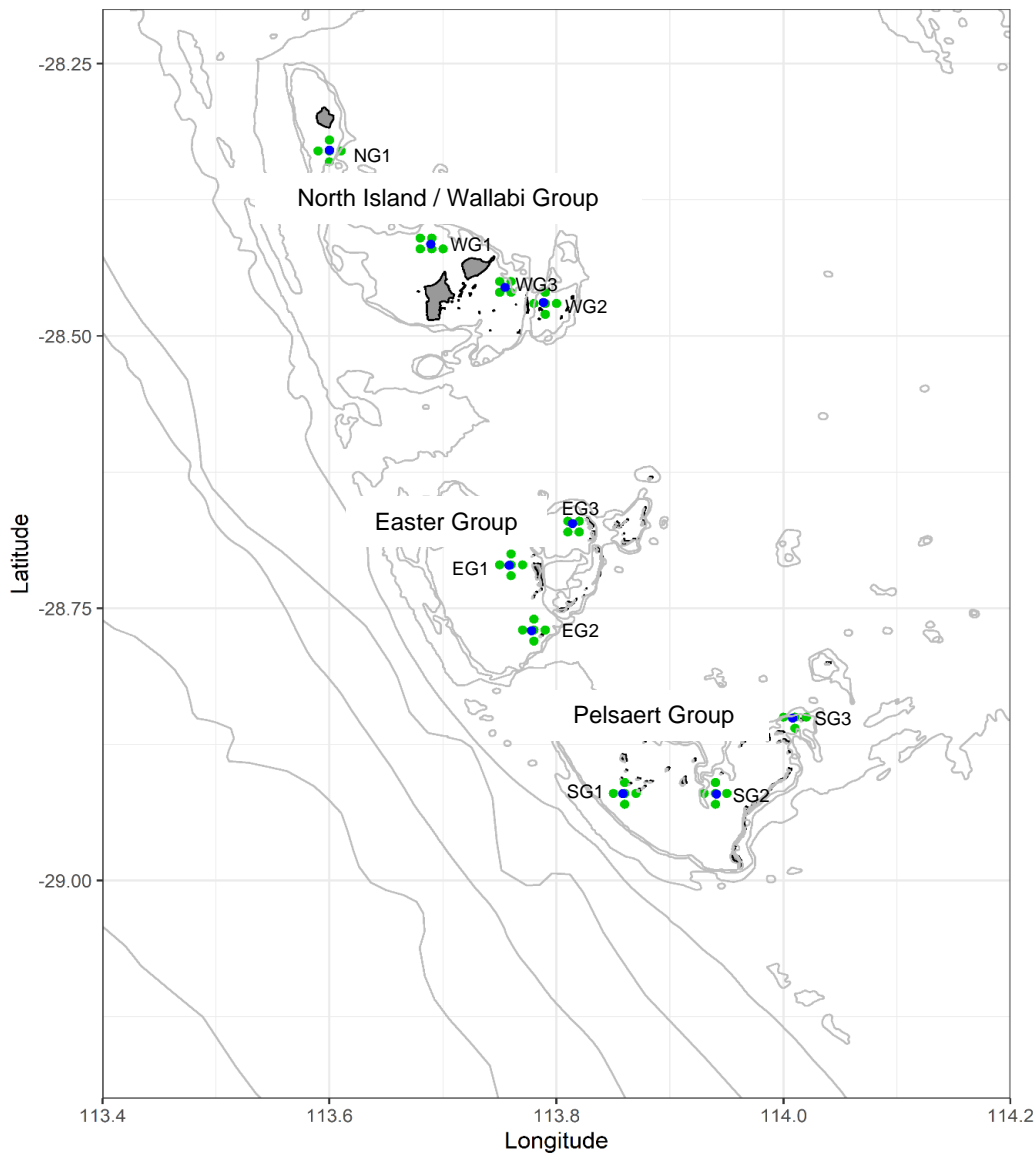 -28.25
NG1
North Island / Wallabi Group
WG1
WG3
WG2
-28.50
EG3
Easter Group
EG1
EG2
-28.75
Latitude
Pelsaert Group
SG3
SG1
SG2
-29.00
113.4
113.6
113.8
114.0
114.2
Longitude